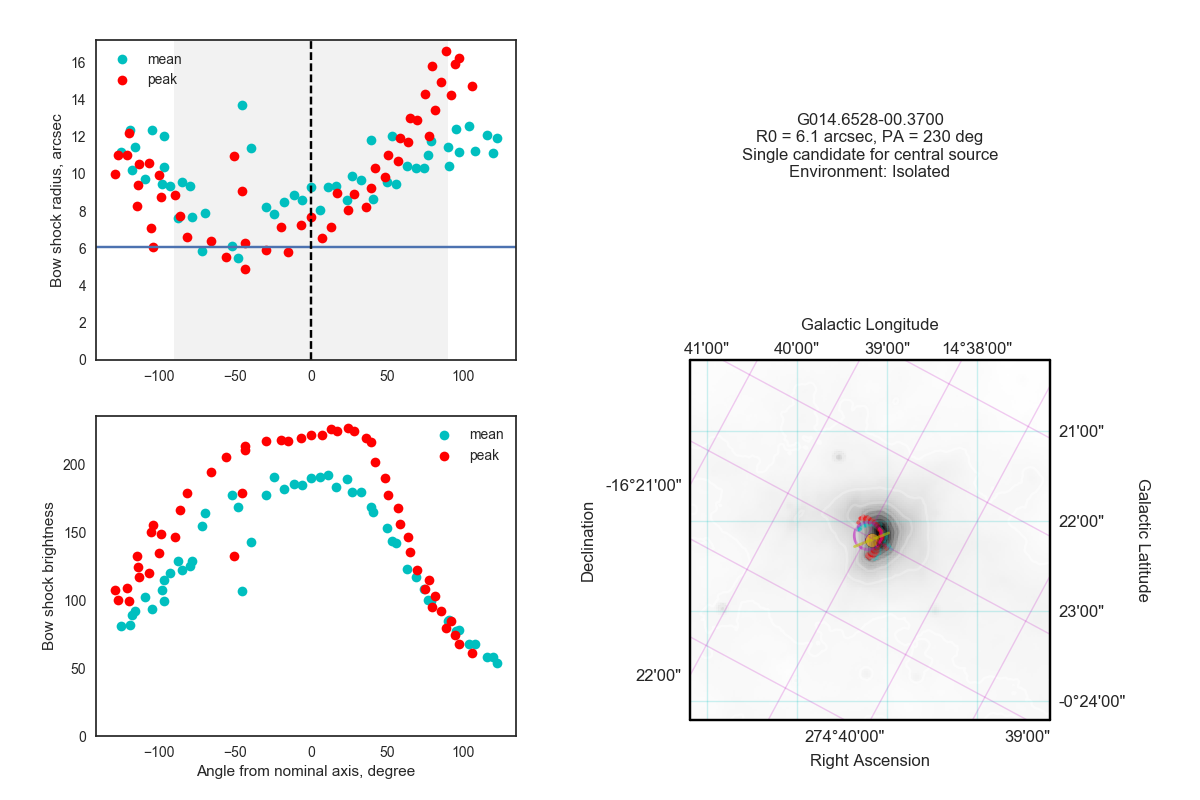 16
14
12
10
8
6
4
2
0
Bow shock radius, arcsec
mean
peak
−100
−50
0
50
100
200
150
100
50
0
Bow shock brightness
mean
peak
−100
−50
0
50
100
Angle from nominal axis, degree
G014.6528-00.3700
R0 = 6.1 arcsec, PA = 230 deg
Single candidate for central source
Environment: Isolated
Galactic Longitude
41'00"
40'00"
39'00"
14°38'00"
-16°21'00"
22'00"
Declination
21'00"
22'00"
23'00"
-0°24'00"
Galactic Latitude
274°40'00"
39'00"
Right Ascension